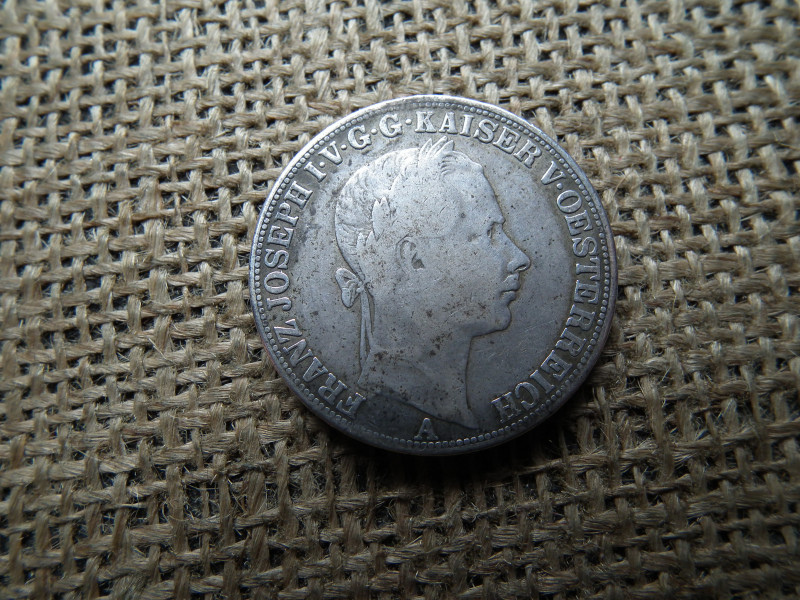 FRANZ JOSEPH I·V·G·G·KAISER V·OESTERREICH
A